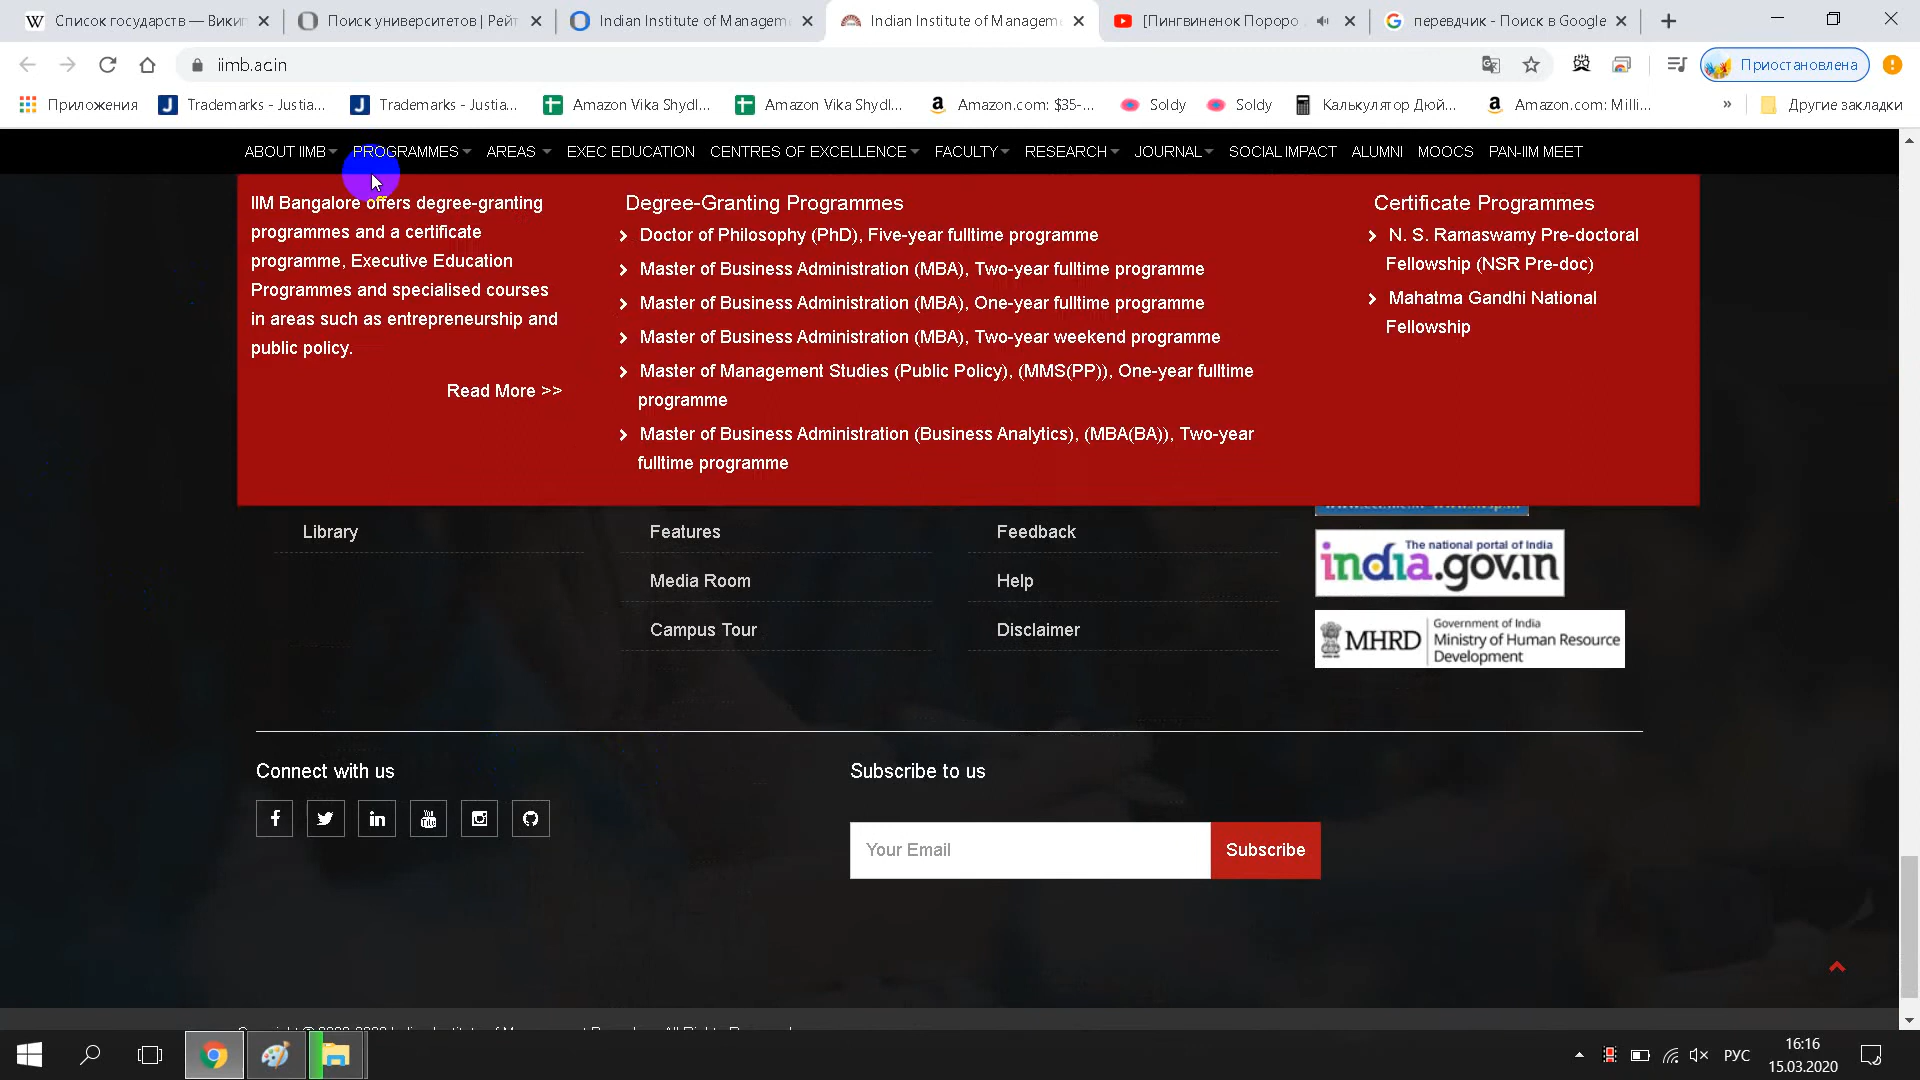 Список государств — Вики
Поиск университетов | Рейт
Indian Institute of Managem
Indian Institute of Managem
[Пингвиненок Пороро
перевдчик - Поиск в Google
iimb.ac.in
Приостановлена
Приложения
Trademarks - Justia...
Trademarks - Justia...
Amazon Vika Shydl...
Amazon Vika Shydl...
Amazon.com: $35-...
Soldy
Soldy
Калькулятор Дюй...
Amazon.com: Milli...
»
Другие закладки
ABOUT IIMB
PROGRAMMES
AREAS
EXEC EDUCATION
CENTRES OF EXCELLENCE
FACULTY
RESEARCH
JOURNAL
SOCIAL IMPACT
ALUMNI
MOOCS
PAN-IIM MEET
IIM Bangalore offers degree-granting
programmes and a certificate
programme, Executive Education
Programmes and specialised courses
in areas such as entrepreneurship and
public policy.
Read More >>
Degree-Granting Programmes
Doctor of Philosophy (PhD), Five-year fulltime programme
Master of Business Administration (MBA), Two-year fulltime programme
Master of Business Administration (MBA), One-year fulltime programme
Master of Business Administration (MBA), Two-year weekend programme
Master of Management Studies (Public Policy), (MMS(PP)), One-year fulltime
programme
Master of Business Administration (Business Analytics), (MBA(BA)), Two-year
fulltime programme
Certificate Programmes
N. S. Ramaswamy Pre-doctoral
Fellowship (NSR Pre-doc)
Mahatma Gandhi National
Fellowship
Library
Features
Media Room
Campus Tour
Feedback
Help
Disclaimer
The national portal of India
india.gov.in
MHRD
Government of India
Ministry of Human Resource
Development
Connect with us
Subscribe to us
Your Email
Subscribe
РУС
16:16
15.03.2020